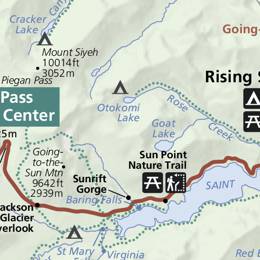 Cracker
Lake
Going-
Mount Siyeh
10014ft
3052m
Piegan Pass
Rising S
Pass
Center
Otokomi
Lake
Rose
Creek
25m
Goat
Lake
Going-
to-the-
Sun Mtn
9642ft
2939m
Sun Point
Nature Trail
Sunrift
Gorge
SAINT
Baring Falls
Jackson
Glacier
verlook
St Mary
Virginia
Red E